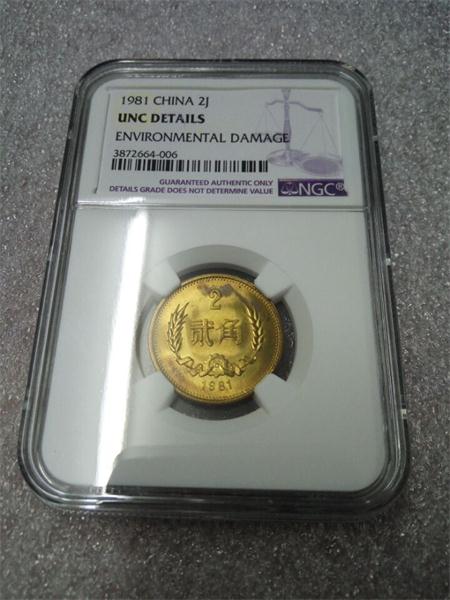 1981 CHINA 2J
UNC DETAILS
ENVIRONMENTAL DAMAGE
3872664-006
GUARANTEED AUTHENTIC ONLY
DETAILS GRADE DOES NOT DETERMINE VALUE
NGC®
2
贰角
1981